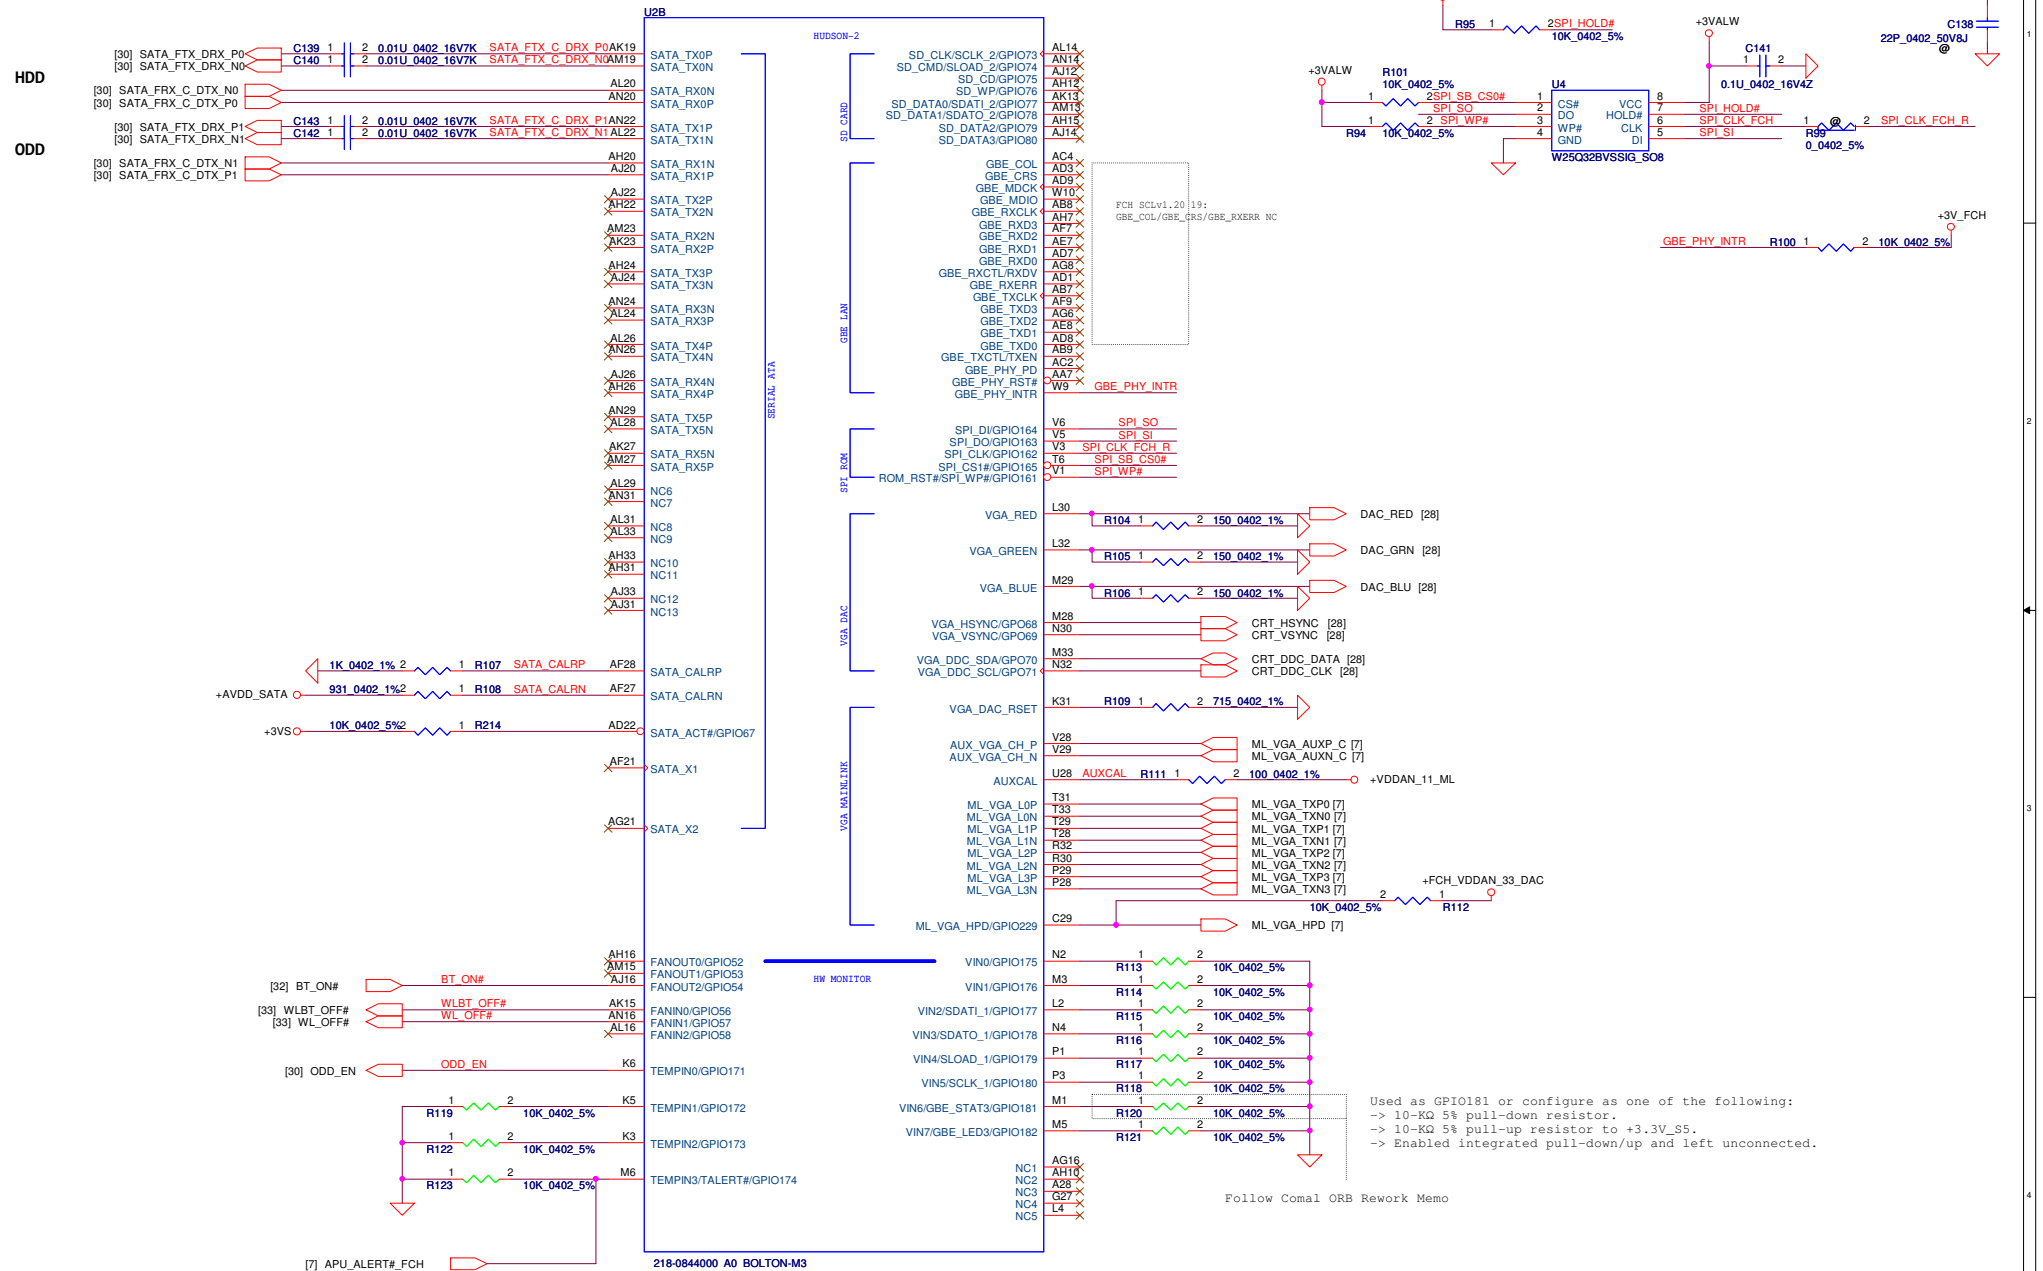 U2B
HUDSON-2
HDD
[30] SATA_FTX_DRX_P0 C139 1 2 0.01U_0402_16V7K SATA_FTX_C_DRX_P0 AK19 SATA_TX0P
[30] SATA_FTX_DRX_N0 C140 1 2 0.01U_0402_16V7K SATA_FTX_C_DRX_N0 AM19 SATA_TX0N
[30] SATA_FRX_C_DTX_N0 AL20 SATA_RX0N
[30] SATA_FRX_C_DTX_P0 AN20 SATA_RX0P
ODD
[30] SATA_FTX_DRX_P1 C143 1 2 0.01U_0402_16V7K SATA_FTX_C_DRX_P1 AN22 SATA_TX1P
[30] SATA_FTX_DRX_N1 C142 1 2 0.01U_0402_16V7K SATA_FTX_C_DRX_N1 AL22 SATA_TX1N
[30] SATA_FRX_C_DTX_N1 AH20 SATA_RX1N
[30] SATA_FRX_C_DTX_P1 AJ20 SATA_RX1P
AJ22 SATA_TX2P
AH22 SATA_TX2N
AM23 SATA_RX2N
AK23 SATA_RX2P
AH24 SATA_TX3P
AJ24 SATA_TX3N
AN24 SATA_RX3N
AL24 SATA_RX3P
AL26 SATA_TX4P
AN26 SATA_TX4N
AJ26 SATA_RX4N
AH26 SATA_RX4P
AN29 SATA_TX5P
AL28 SATA_TX5N
AK27 SATA_RX5N
AM27 SATA_RX5P
AL29 NC6
AN31 NC7
AL31 NC8
AL33 NC9
AH33 NC10
AH31 NC11
AJ33 NC12
AJ31 NC13
1K_0402_1% 2 1 R107 SATA_CALRP AF28 SATA_CALRP
+AVDD_SATA 931_0402_1% 2 1 R108 SATA_CALRN AF27 SATA_CALRN
+3VS 10K_0402_5% 2 1 R214 AD22 SATA_ACT#/GPIO67
AF21 SATA_X1
AG21 SATA_X2
SERIAL ATA
AH16 FANOUT0/GPIO52
AM15 FANOUT1/GPIO53
[32] BT_ON# BT_ON# AJ16 FANOUT2/GPIO54
[33] WLBT_OFF# WLBT_OFF# AK15 FANIN0/GPIO56
[33] WL_OFF# WL_OFF# AN16 FANIN1/GPIO57
AL16 FANIN2/GPIO58
[30] ODD_EN ODD_EN K6 TEMPIN0/GPIO171
R119 1 2 10K_0402_5% K5 TEMPIN1/GPIO172
R122 1 2 10K_0402_5% K3 TEMPIN2/GPIO173
R123 1 2 10K_0402_5% M6 TEMPIN3/TALERT#/GPIO174
[7] APU_ALERT#_FCH
218-0844000 A0 BOLTON-M3
SD CARD
SD_CLK/SCLK_2/GPIO73 AL14
SD_CMD/SLOAD_2/GPIO74 AN14
SD_CD/GPIO75 AJ12
SD_WP/GPIO76 AH12
SD_DATA0/SDATI_2/GPIO77 AK13
SD_DATA1/SDATO_2/GPIO78 AM13
SD_DATA2/GPIO79 AH15
SD_DATA3/GPIO80 AJ14
GBE LAN
GBE_COL AC4
GBE_CRS AD3
GBE_MDCK AD9
GBE_MDIO W10
GBE_RXCLK AB8
GBE_RXD3 AH7
GBE_RXD2 AF7
GBE_RXD1 AE7
GBE_RXD0 AD7
GBE_RXCTL/RXDV AG8
GBE_RXERR AD1
GBE_TXCLK AB7
GBE_TXD3 AF9
GBE_TXD2 AG6
GBE_TXD1 AE8
GBE_TXD0 AD8
GBE_TXCTL/TXEN AB9
GBE_PHY_PD AC2
GBE_PHY_RST# AA7
GBE_PHY_INTR W9 GBE_PHY_INTR
FCH SCLv1.20 19:
GBE_COL/GBE_CRS/GBE_RXERR NC
SPI ROM
SPI_DI/GPIO164 V6 SPI_SO
SPI_DO/GPIO163 V5 SPI_SI
SPI_CLK/GPIO162 V3 SPI_CLK_FCH_R
SPI_CS1#/GPIO165 T6 SPI_SB_CS0#
ROM_RST#/SPI_WP#/GPIO161 V1 SPI_WP#
VGA DAC
VGA_RED L30 R104 1 2 150_0402_1% DAC_RED [28]
VGA_GREEN L32 R105 1 2 150_0402_1% DAC_GRN [28]
VGA_BLUE M29 R106 1 2 150_0402_1% DAC_BLU [28]
VGA_HSYNC/GPO68 M28 CRT_HSYNC [28]
VGA_VSYNC/GPO69 N30 CRT_VSYNC [28]
VGA_DDC_SDA/GPO70 M33 CRT_DDC_DATA [28]
VGA_DDC_SCL/GPO71 N32 CRT_DDC_CLK [28]
VGA_DAC_RSET K31 R109 1 2 715_0402_1%
VGA MAINLINK
AUX_VGA_CH_P V28 ML_VGA_AUXP_C [7]
AUX_VGA_CH_N V29 ML_VGA_AUXN_C [7]
AUXCAL U28 AUXCAL R111 1 2 100_0402_1% +VDDAN_11_ML
ML_VGA_L0P T31 ML_VGA_TXP0 [7]
ML_VGA_L0N T33 ML_VGA_TXN0 [7]
ML_VGA_L1P T29 ML_VGA_TXP1 [7]
ML_VGA_L1N T28 ML_VGA_TXN1 [7]
ML_VGA_L2P R32 ML_VGA_TXP2 [7]
ML_VGA_L2N R30 ML_VGA_TXN2 [7]
ML_VGA_L3P P29 ML_VGA_TXP3 [7]
ML_VGA_L3N P28 ML_VGA_TXN3 [7]
+FCH_VDDAN_33_DAC
10K_0402_5% 2 1 R112
ML_VGA_HPD/GPIO229 C29 ML_VGA_HPD [7]
HW MONITOR
VIN0/GPIO175 N2 R113 1 2 10K_0402_5%
VIN1/GPIO176 M3 R114 1 2 10K_0402_5%
VIN2/SDATI_1/GPIO177 L2 R115 1 2 10K_0402_5%
VIN3/SDATO_1/GPIO178 N4 R116 1 2 10K_0402_5%
VIN4/SLOAD_1/GPIO179 P1 R117 1 2 10K_0402_5%
VIN5/SCLK_1/GPIO180 P3 R118 1 2 10K_0402_5%
VIN6/GBE_STAT3/GPIO181 M1 R120 1 2 10K_0402_5%
VIN7/GBE_LED3/GPIO182 M5 R121 1 2 10K_0402_5%
NC1 AG16
NC2 AH10
NC3 A28
NC4 G27
NC5 L4
Used as GPIO181 or configure as one of the following:
-> 10-KΩ 5% pull-down resistor.
-> 10-KΩ 5% pull-up resistor to +3.3V_S5.
-> Enabled integrated pull-down/up and left unconnected.
Follow Comal ORB Rework Memo
R95 1 2 SPI_HOLD#
10K_0402_5%
+3VALW
C141
1 2
0.1U_0402_16V4Z
C138
22P_0402_50V8J
@
+3VALW
R101
10K_0402_5%
1 2 SPI_SB_CS0# 1 CS#
SPI_SO 2 DO
R94 1 2 10K_0402_5% SPI_WP# 3 WP#
4 GND
U4
VCC 8
HOLD# 7 SPI_HOLD#
CLK 6 SPI_CLK_FCH 1 @ 2 SPI_CLK_FCH_R
DI 5 SPI_SI
R99
0_0402_5%
W25Q32BVSSIG_SO8
+3V_FCH
GBE_PHY_INTR R100 1 2 10K_0402_5%
1
2
3
4